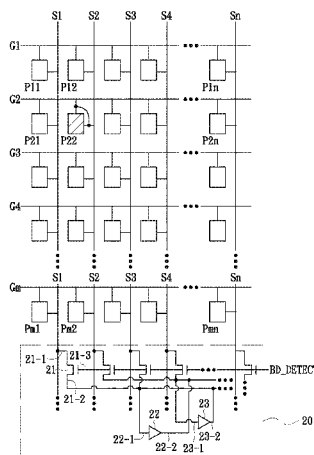 S1 S2 S3 S4 Sn
G1
P11 P12 P1n
G2
P21 P22 P2n
G3
G4
S1 S2 S3 S4 Sn
Gm
Pm1 Pm2 Pmn
21-1 21-3
21 BD_DETEC
21-2
22 23
20
22-1 22-2 23-1 23-2